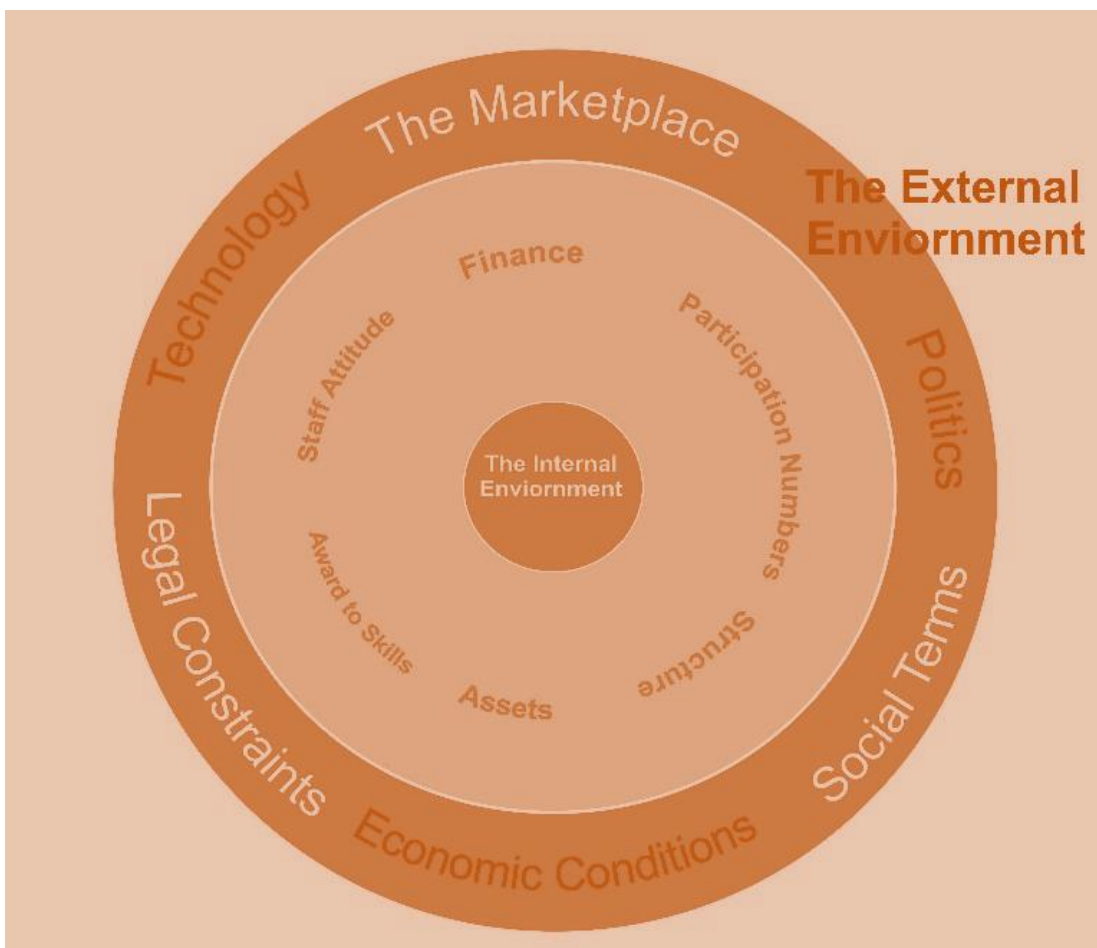 The Marketplace
The External
Enviornment
Technology
Politics
Finance
Participation Numbers
Staff Attitude
The Internal
Enviornment
Award to Skills
Structure
Assets
Legal Constraints
Social Terms
Economic Conditions